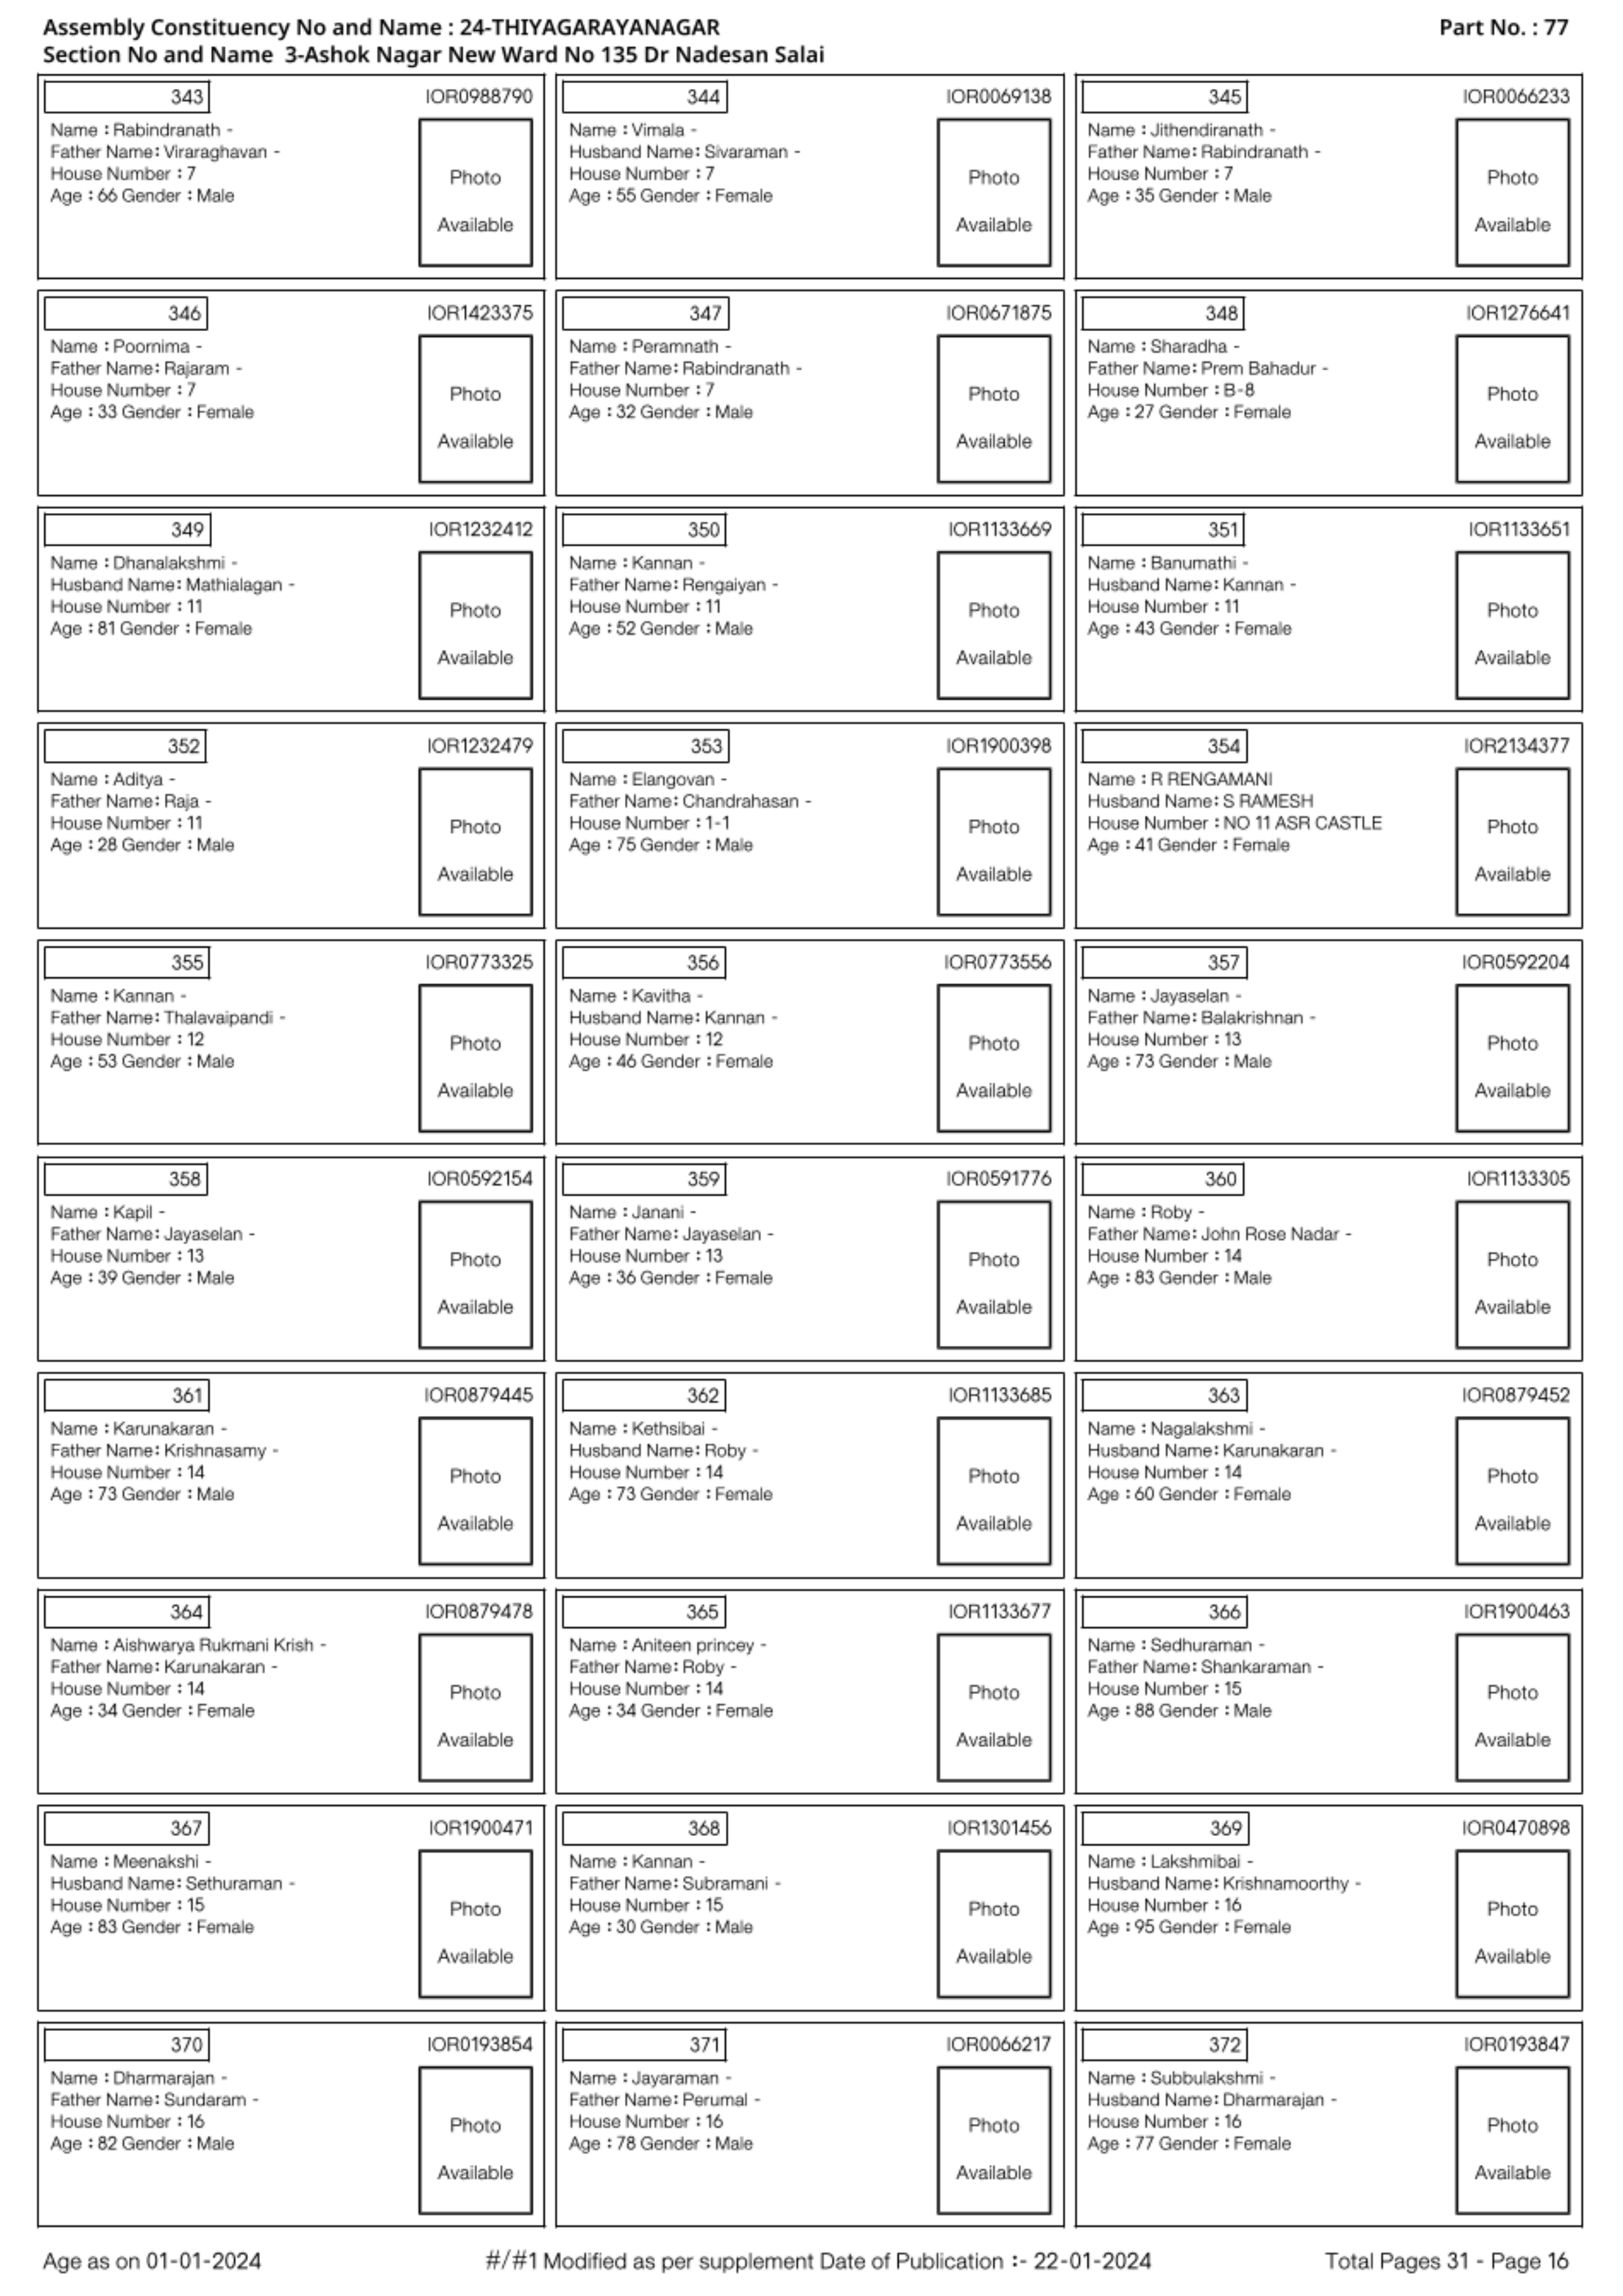 Assembly Constituency No and Name : 24-THIYAGARAYANAGAR Part No. : 77
Section No and Name 3-Ashok Nagar New Ward No 135 Dr Nadesan Salai
343 IOR0988790
Name : Rabindranath -
Father Name: Viraraghavan -
House Number : 7
Age : 66 Gender : Male
Photo
Available
344 IOR0069138
Name : Vimala -
Husband Name: Sivaraman -
House Number : 7
Age : 55 Gender : Female
Photo
Available
345 IOR0066233
Name : Jithendiranath -
Father Name: Rabindranath -
House Number : 7
Age : 35 Gender : Male
Photo
Available
346 IOR1423375
Name : Poornima -
Father Name: Rajaram -
House Number : 7
Age : 33 Gender : Female
Photo
Available
347 IOR0671875
Name : Peramnath -
Father Name: Rabindranath -
House Number : 7
Age : 32 Gender : Male
Photo
Available
348 IOR1276641
Name : Sharadha -
Father Name: Prem Bahadur -
House Number : B-8
Age : 27 Gender : Female
Photo
Available
349 IOR1232412
Name : Dhanalakshmi -
Husband Name: Mathialagan -
House Number : 11
Age : 81 Gender : Female
Photo
Available
350 IOR1133669
Name : Kannan -
Father Name: Rengaiyan -
House Number : 11
Age : 52 Gender : Male
Photo
Available
351 IOR1133651
Name : Banumathi -
Husband Name: Kannan -
House Number : 11
Age : 43 Gender : Female
Photo
Available
352 IOR1232479
Name : Aditya -
Father Name: Raja -
House Number : 11
Age : 28 Gender : Male
Photo
Available
353 IOR1900398
Name : Elangovan -
Father Name: Chandrahasan -
House Number : 1-1
Age : 75 Gender : Male
Photo
Available
354 IOR2134377
Name : R RENGAMANI
Husband Name: S RAMESH
House Number : NO 11 ASR CASTLE
Age : 41 Gender : Female
Photo
Available
355 IOR0773325
Name : Kannan -
Father Name: Thalavaipandi -
House Number : 12
Age : 53 Gender : Male
Photo
Available
356 IOR0773556
Name : Kavitha -
Husband Name: Kannan -
House Number : 12
Age : 46 Gender : Female
Photo
Available
357 IOR0592204
Name : Jayaselan -
Father Name: Balakrishnan -
House Number : 13
Age : 73 Gender : Male
Photo
Available
358 IOR0592154
Name : Kapil -
Father Name: Jayaselan -
House Number : 13
Age : 39 Gender : Male
Photo
Available
359 IOR0591776
Name : Janani -
Father Name: Jayaselan -
House Number : 13
Age : 36 Gender : Female
Photo
Available
360 IOR1133305
Name : Roby -
Father Name: John Rose Nadar -
House Number : 14
Age : 83 Gender : Male
Photo
Available
361 IOR0879445
Name : Karunakaran -
Father Name: Krishnasamy -
House Number : 14
Age : 73 Gender : Male
Photo
Available
362 IOR1133685
Name : Kethsibai -
Husband Name: Roby -
House Number : 14
Age : 73 Gender : Female
Photo
Available
363 IOR0879452
Name : Nagalakshmi -
Husband Name: Karunakaran -
House Number : 14
Age : 60 Gender : Female
Photo
Available
364 IOR0879478
Name : Aishwarya Rukmani Krish -
Father Name: Karunakaran -
House Number : 14
Age : 34 Gender : Female
Photo
Available
365 IOR1133677
Name : Aniteen princey -
Father Name: Roby -
House Number : 14
Age : 34 Gender : Female
Photo
Available
366 IOR1900463
Name : Sedhuraman -
Father Name: Shankaraman -
House Number : 15
Age : 88 Gender : Male
Photo
Available
367 IOR1900471
Name : Meenakshi -
Husband Name: Sethuraman -
House Number : 15
Age : 83 Gender : Female
Photo
Available
368 IOR1301456
Name : Kannan -
Father Name: Subramani -
House Number : 15
Age : 30 Gender : Male
Photo
Available
369 IOR0470898
Name : Lakshmibai -
Husband Name: Krishnamoorthy -
House Number : 16
Age : 95 Gender : Female
Photo
Available
370 IOR0193854
Name : Dharmarajan -
Father Name: Sundaram -
House Number : 16
Age : 82 Gender : Male
Photo
Available
371 IOR0066217
Name : Jayaraman -
Father Name: Perumal -
House Number : 16
Age : 78 Gender : Male
Photo
Available
372 IOR0193847
Name : Subbulakshmi -
Husband Name: Dharmarajan -
House Number : 16
Age : 77 Gender : Female
Photo
Available
Age as on 01-01-2024 #/#1 Modified as per supplement Date of Publication :- 22-01-2024 Total Pages 31 - Page 16